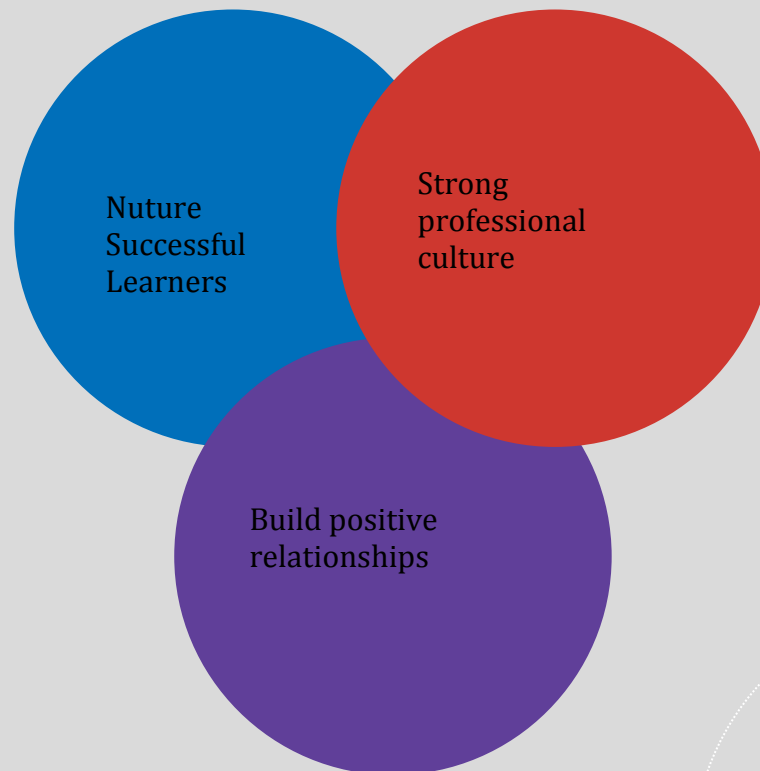 Nuture
Successful
Learners
Strong
professional
culture
Build positive
relationships